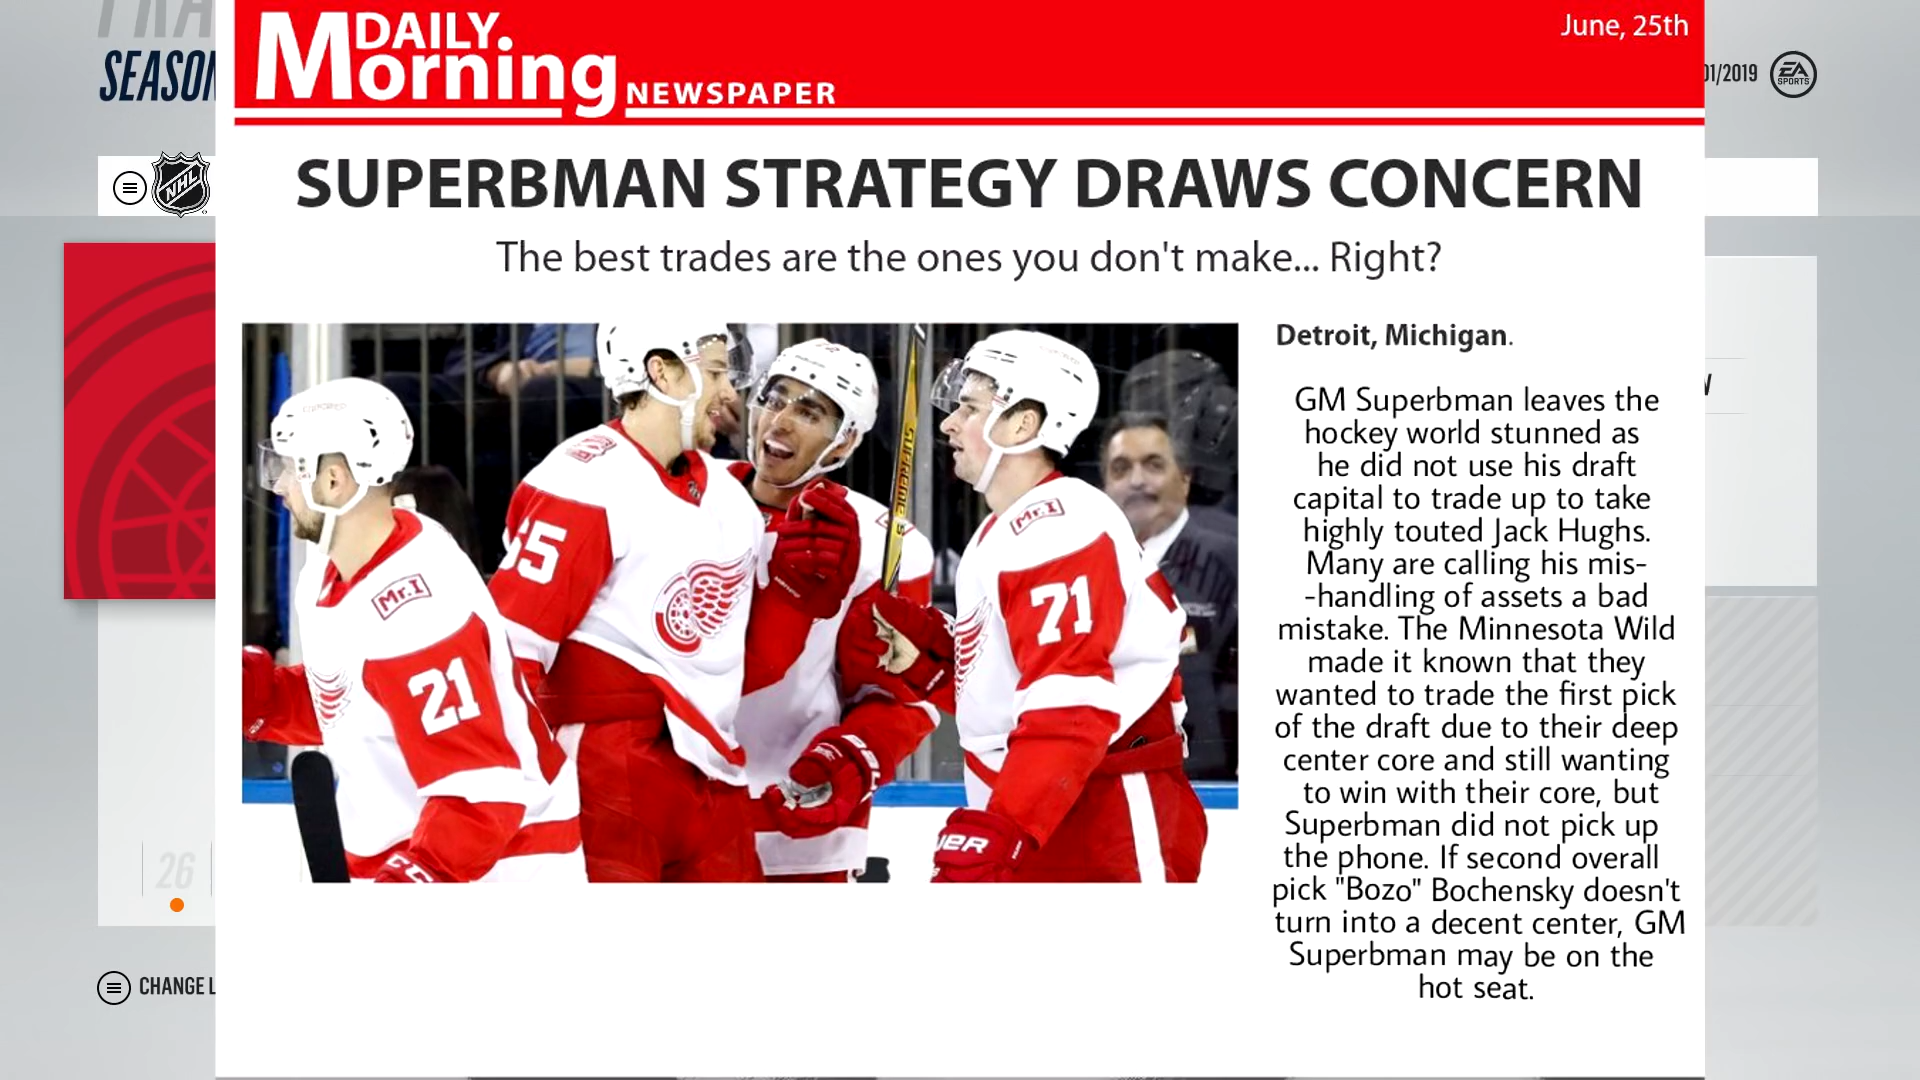 June, 25th
DAILY
Morning NEWSPAPER
SEASON
01/2019
EA
SPORTS
NHL
SUPERBMAN STRATEGY DRAWS CONCERN
The best trades are the ones you don't make... Right?
Detroit, Michigan.
GM Superbman leaves the
hockey world stunned as
he did not use his draft
capital to trade up to take
highly touted Jack Hughs.
Many are calling his mis-
-handling of assets a bad
mistake. The Minnesota Wild
made it known that they
wanted to trade the first pick
of the draft due to their deep
center core and still wanting
to win with their core, but
Superbman did not pick up
the phone. If second overall
pick "Bozo" Bochensky doesn't
turn into a decent center, GM
Superbman may be on the
hot seat.
65
Mr.I
21
SUPREME
Mr.I
71
26
CHANGE L